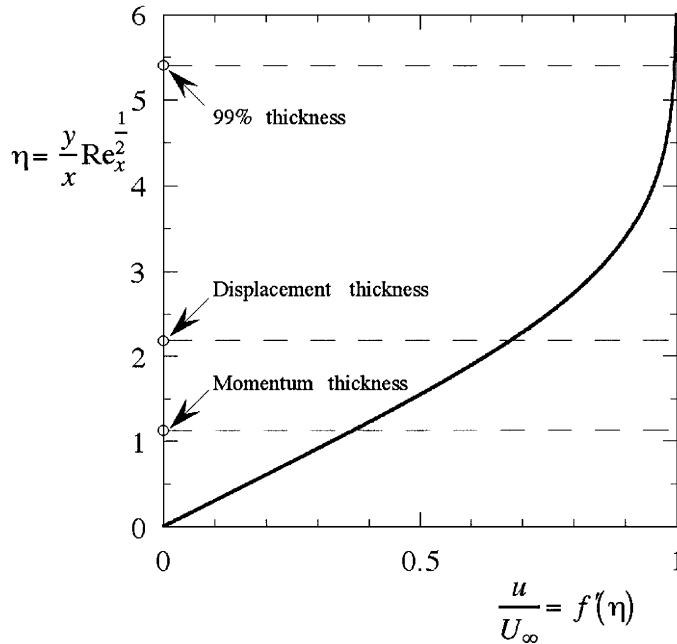 6
5
4
3
2
1
0
η = y/x Re_x^{1/2}
99% thickness
Displacement thickness
Momentum thickness
0
0.5
1
u/U_∞ = f′(η)